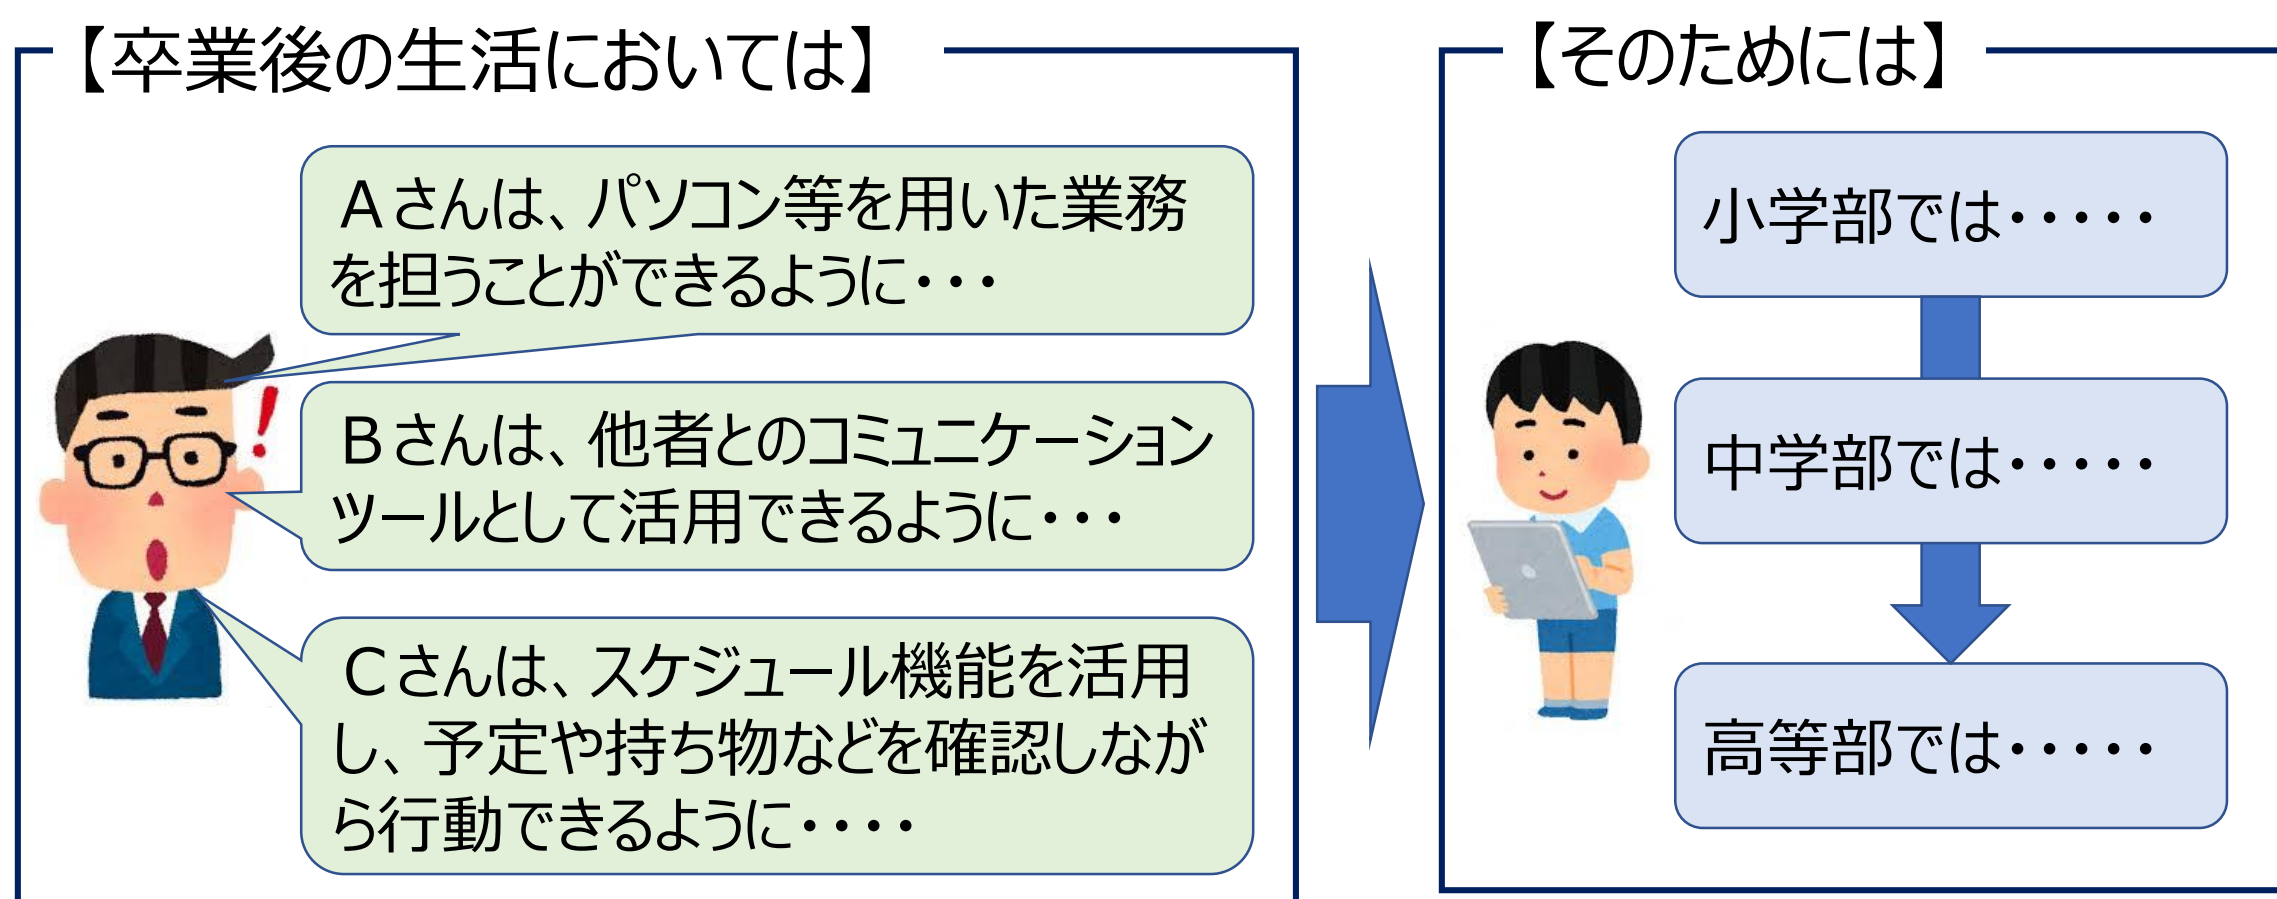 【卒業後の生活においては】
Ａさんは、パソコン等を用いた業務
を担うことができるように・・・
Ｂさんは、他者とのコミュニケーション
ツールとして活用できるように・・・
Ｃさんは、スケジュール機能を活用
し、予定や持ち物などを確認しなが
ら行動できるように・・・・
【そのためには】
小学部では・・・・・
中学部では・・・・・
高等部では・・・・・